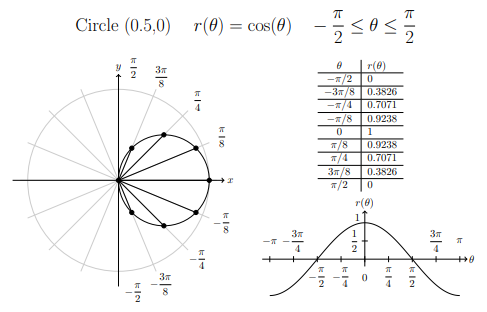 Circle (0.5,0) r(θ) = cos(θ) −π/2 ≤ θ ≤ π/2
y
π/2
3π/8
π/4
π/8
x
−π/8
−π/4
−3π/8
−π/2
θ r(θ)
−π/2 0
−3π/8 0.3826
−π/4 0.7071
−π/8 0.9238
0 1
π/8 0.9238
π/4 0.7071
3π/8 0.3826
π/2 0
r(θ)
1
1/2
−π −3π/4 3π/4 π
θ
−π/2 −π/4 0 π/4 π/2